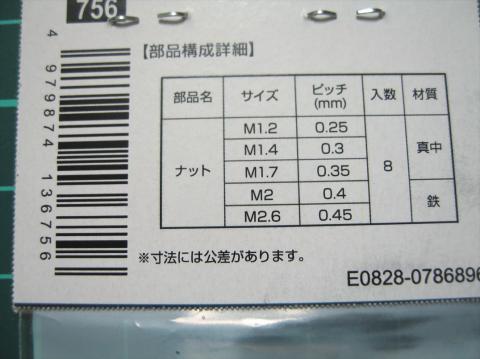 756
【部品構成詳細】
部品名 サイズ ピッチ(mm) 入数 材質
ナット M1.2 0.25 8 真中
M1.4 0.3
M1.7 0.35
M2 0.4 鉄
M2.6 0.45
※寸法には公差があります。
E0828-0786896
4 979874 136756